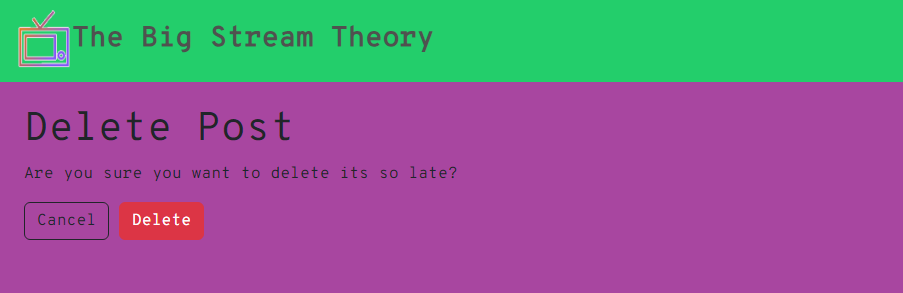 The Big Stream Theory
Delete Post
Are you sure you want to delete its so late?
Cancel Delete